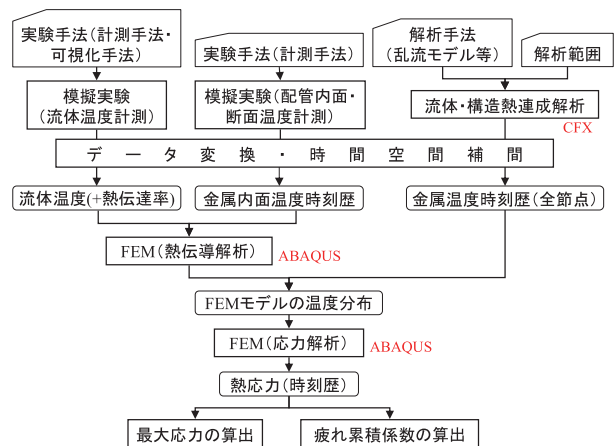 実験手法(計測手法・
可視化手法)
実験手法(計測手法)
解析手法
(乱流モデル等)
解析範囲
模擬実験
(流体温度計測)
模擬実験(配管内面・
断面温度計測)
流体・構造熱連成解析
CFX
データ変換・時間空間補間
流体温度(+熱伝達率)
金属内面温度時刻歴
金属温度時刻歴(全節点)
FEM(熱伝導解析)
ABAQUS
FEMモデルの温度分布
FEM(応力解析)
ABAQUS
熱応力(時刻歴)
最大応力の算出
疲れ累積係数の算出